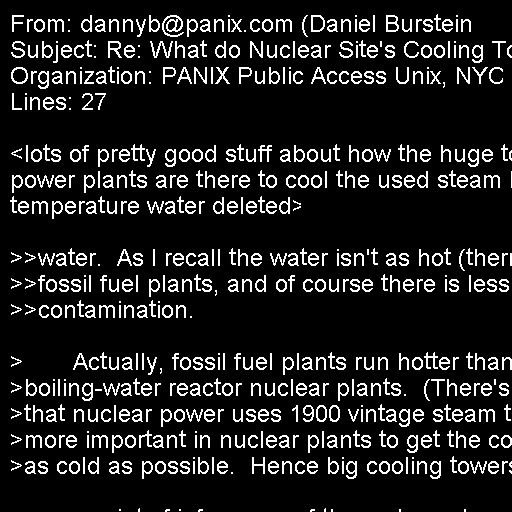 From: dannyb@panix.com (Daniel Burstein
Subject: Re: What do Nuclear Site's Cooling To
Organization: PANIX Public Access Unix, NYC
Lines: 27

<lots of pretty good stuff about how the huge to
power plants are there to cool the used steam
temperature water deleted>

>>water.  As I recall the water isn't as hot (ther
>>fossil fuel plants, and of course there is less
>>contamination.

>       Actually, fossil fuel plants run hotter than
>boiling-water reactor nuclear plants.  (There's
>that nuclear power uses 1900 vintage steam t
>more important in nuclear plants to get the co
>as cold as possible.  Hence big cooling towers